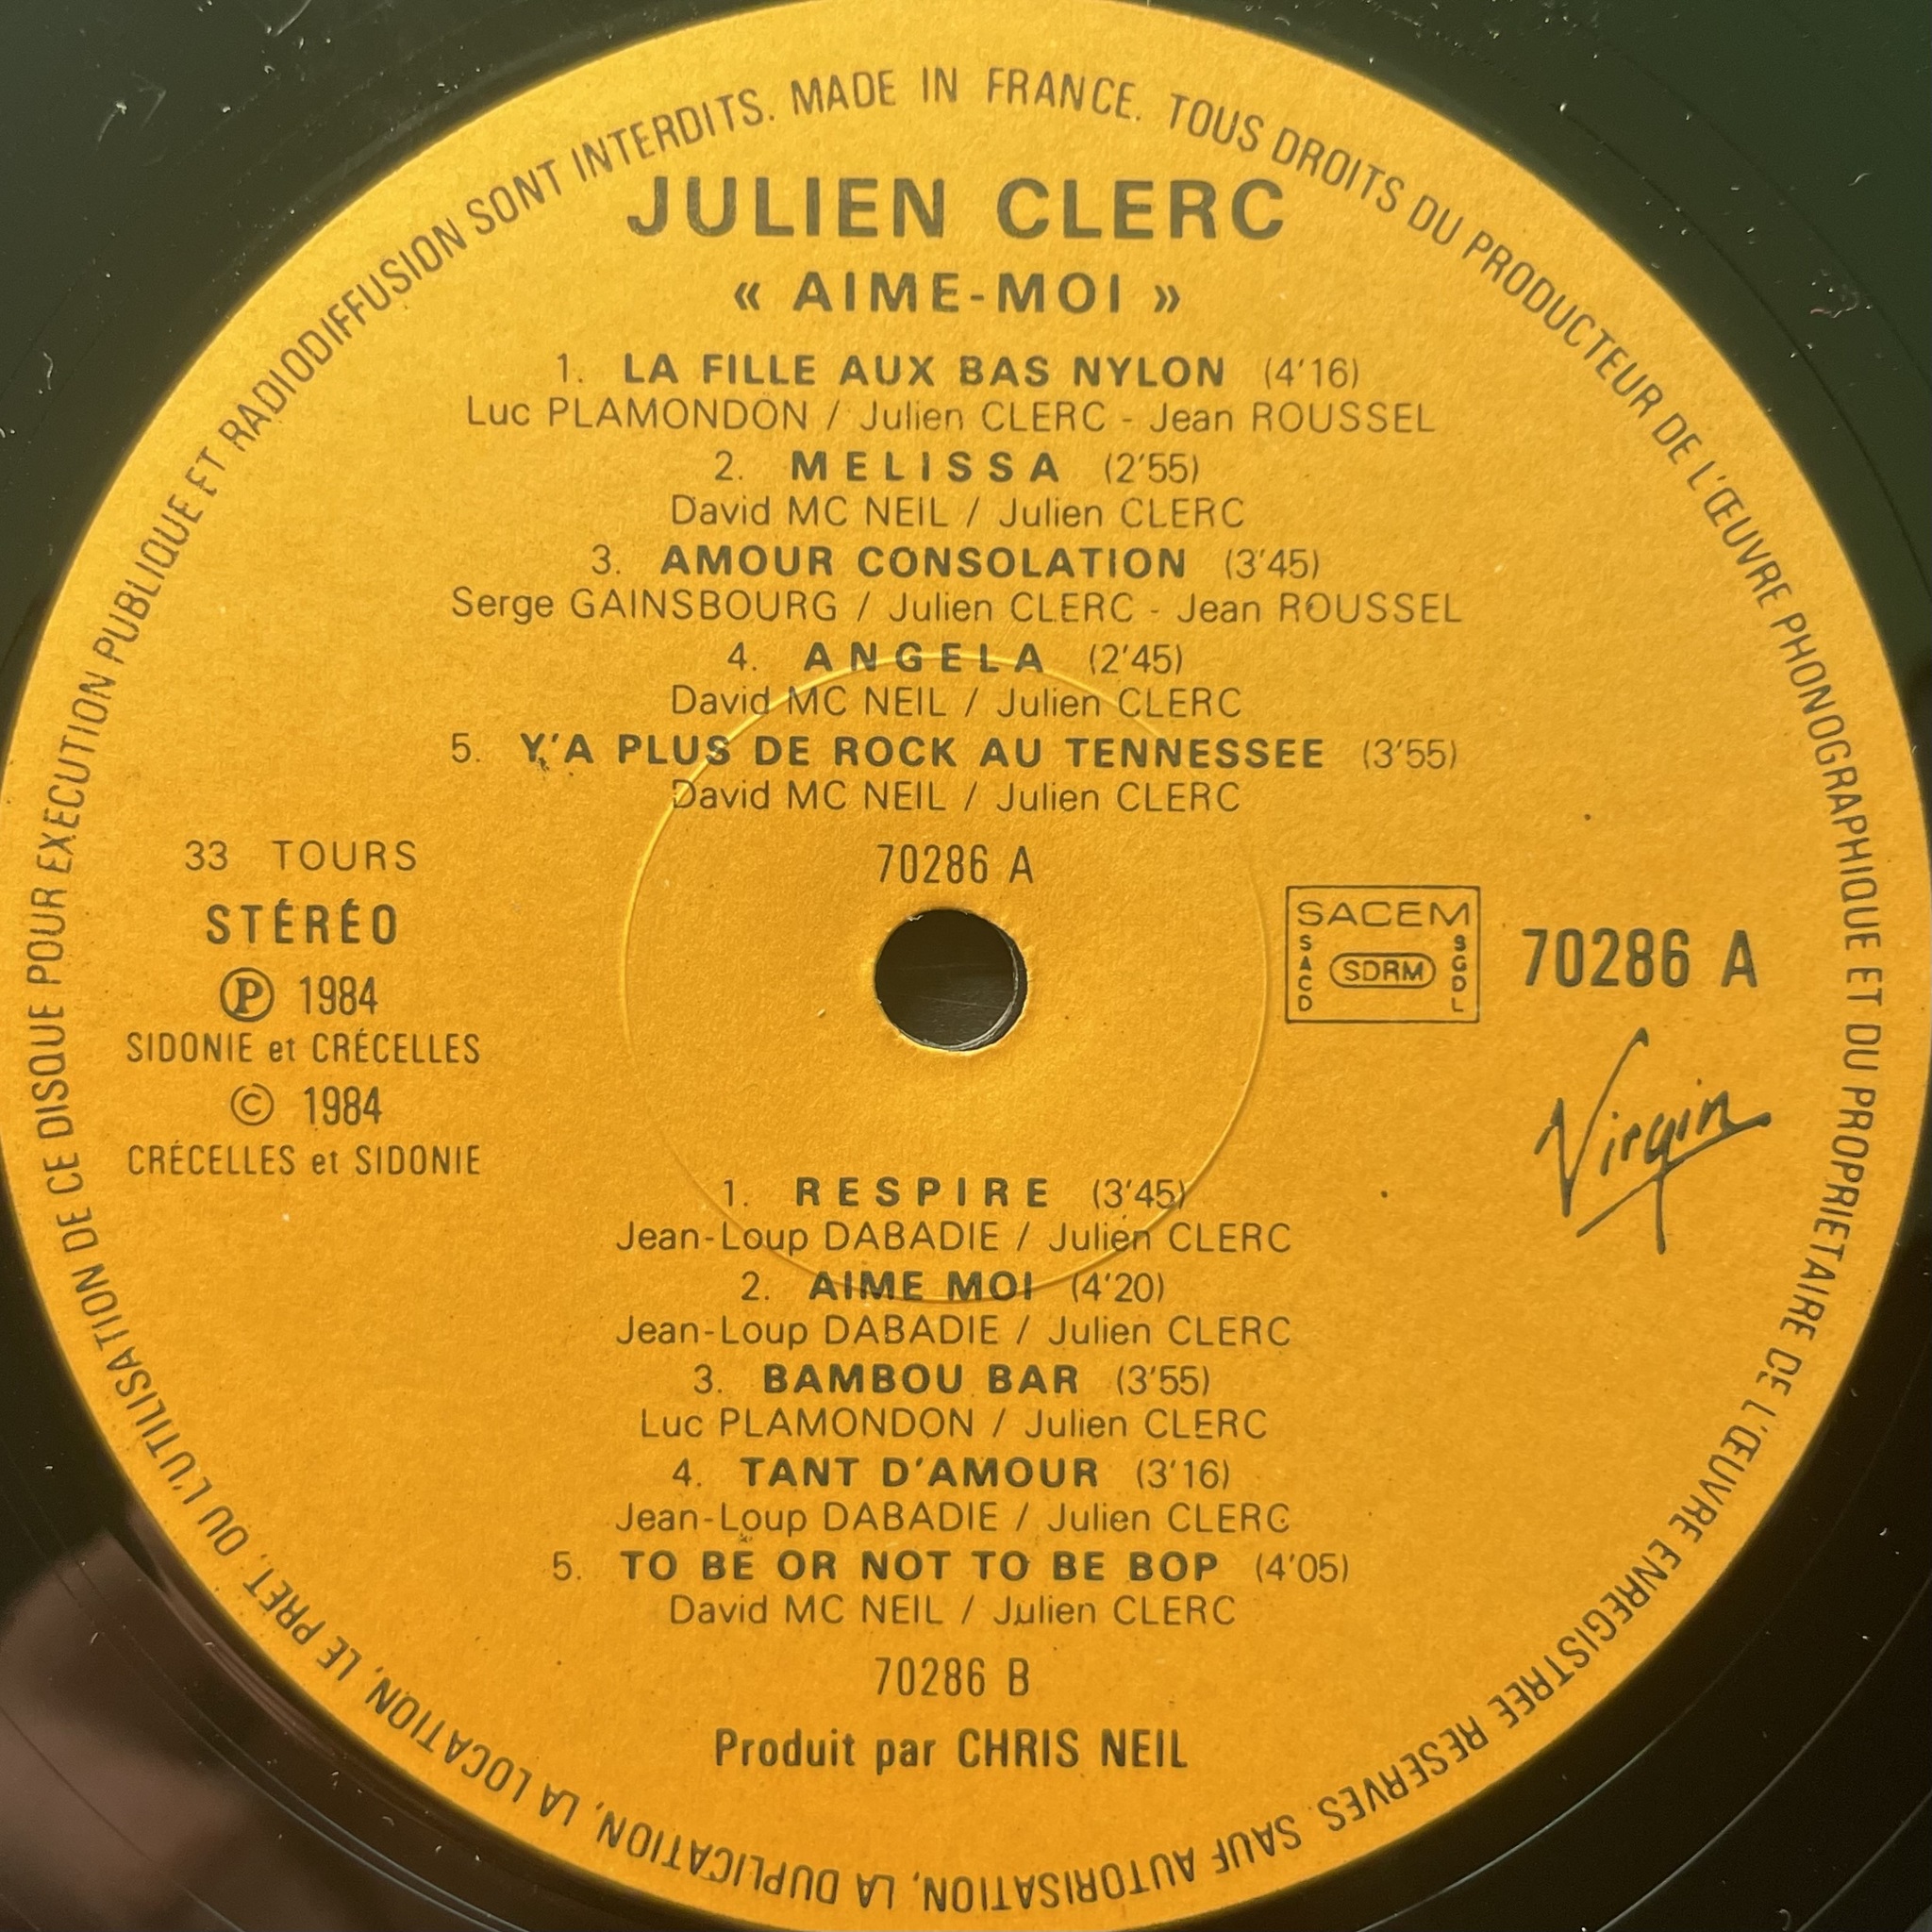 MADE IN FRANCE. TOUS DROITS DU PRODUCTEUR DE L'ŒUVRE PHONOGRAPHIQUE ET DU PROPRIETAIRE DE L'ŒUVRE ENREGISTREE RESERVES. SAUF AUTORISATION, LA DUPLICATION, LA LOCATION, LE PRET, OU L'UTILISATION DE CE DISQUE POUR EXECUTION PUBLIQUE ET RADIODIFFUSION SONT INTERDITS.
JULIEN CLERC
« AIME-MOI »
1. LA FILLE AUX BAS NYLON (4'16)
Luc PLAMONDON / Julien CLERC - Jean ROUSSEL
2. MELISSA (2'55)
David MC NEIL / Julien CLERC
3. AMOUR CONSOLATION (3'45)
Serge GAINSBOURG / Julien CLERC - Jean ROUSSEL
4. ANGELA (2'45)
David MC NEIL / Julien CLERC
5. Y'A PLUS DE ROCK AU TENNESSEE (3'55)
David MC NEIL / Julien CLERC
70286 A
33 TOURS
STÉRÉO
Ⓟ 1984
SIDONIE et CRÉCELLES
© 1984
CRÉCELLES et SIDONIE
SACEM
SACD
SDRM
SGDL
70286 A
Virgin
1. RESPIRE (3'45)
Jean-Loup DABADIE / Julien CLERC
2. AIME MOI (4'20)
Jean-Loup DABADIE / Julien CLERC
3. BAMBOU BAR (3'55)
Luc PLAMONDON / Julien CLERC
4. TANT D'AMOUR (3'16)
Jean-Loup DABADIE / Julien CLERC
5. TO BE OR NOT TO BE BOP (4'05)
David MC NEIL / Julien CLERC
70286 B
Produit par CHRIS NEIL